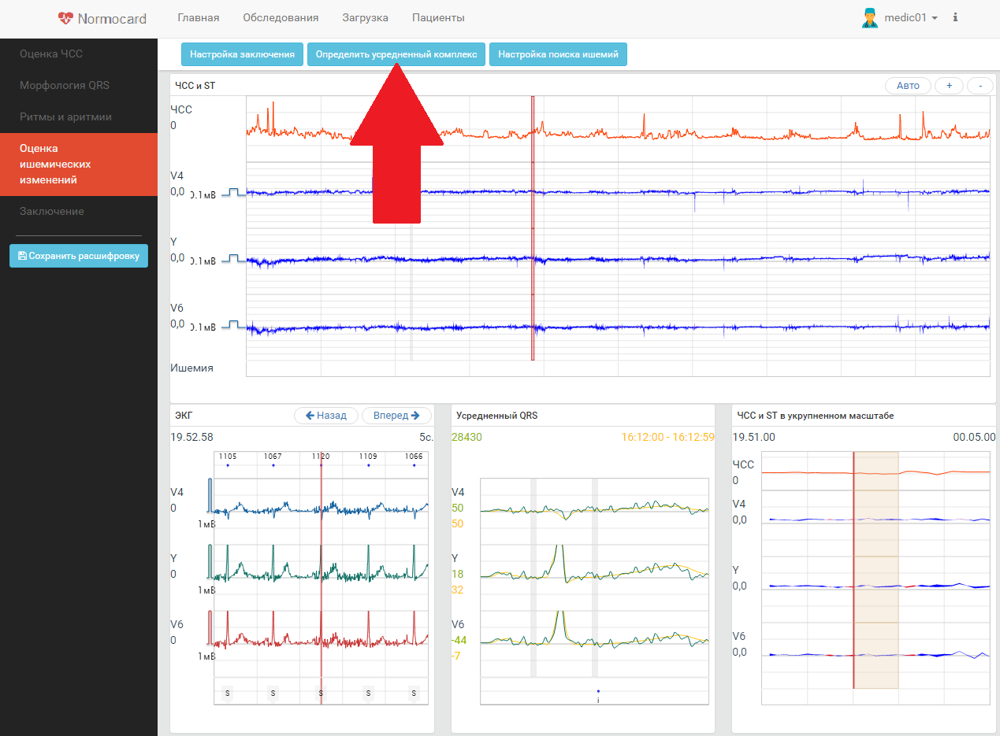 Normocard
Главная
Обследования
Загрузка
Пациенты
medic01
Оценка ЧСС
Морфология QRS
Ритмы и аритмии
Оценка
ишемических
изменений
Заключение
Сохранить расшифровку
Настройка заключения
Определить усредненный комплекс
Настройка поиска ишемий
ЧСС и ST
Авто
+
-
ЧСС
0
V4
0,0 0.1мВ
Y
0,0 0.1мВ
V6
0,0 0.1мВ
Ишемия
ЭКГ
Назад
Вперед
19.52.58
5с.
1105 1067 1120 1109 1066
V4
0
1мВ
Y
0
1мВ
V6
0
1мВ
S S S S S
Усредненный QRS
28430
16:12:00 - 16:12:59
V4
50
50
Y
18
32
V6
-44
-7
i
ЧСС и ST в укрупненном масштабе
19.51.00
00.05.00
ЧСС
0
V4
0,0
Y
0,0
V6
0,0